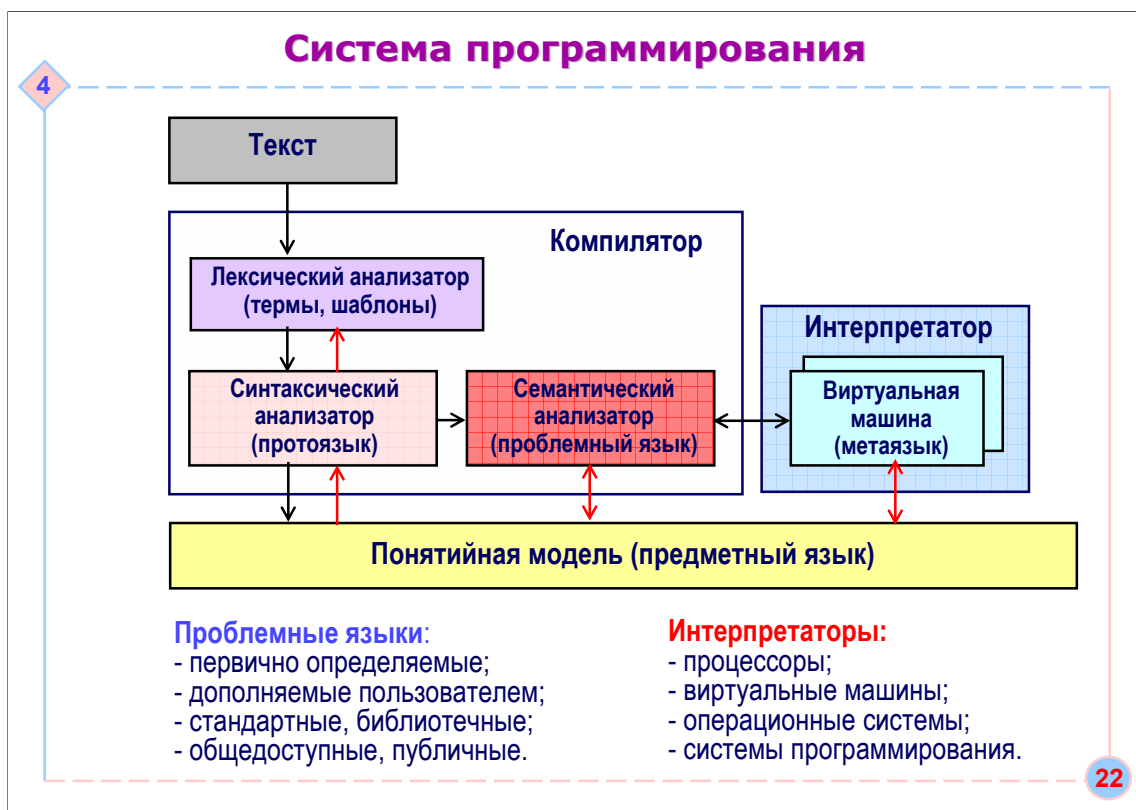 Система программирования
4
Текст
Компилятор
Лексический анализатор
(термы, шаблоны)
Интерпретатор
Синтаксический
анализатор
(протоязык)
Семантический
анализатор
(проблемный язык)
Виртуальная
машина
(метаязык)
Понятийная модель (предметный язык)
Проблемные языки:
- первично определяемые;
- дополняемые пользователем;
- стандартные, библиотечные;
- общедоступные, публичные.
Интерпретаторы:
- процессоры;
- виртуальные машины;
- операционные системы;
- системы программирования.
22